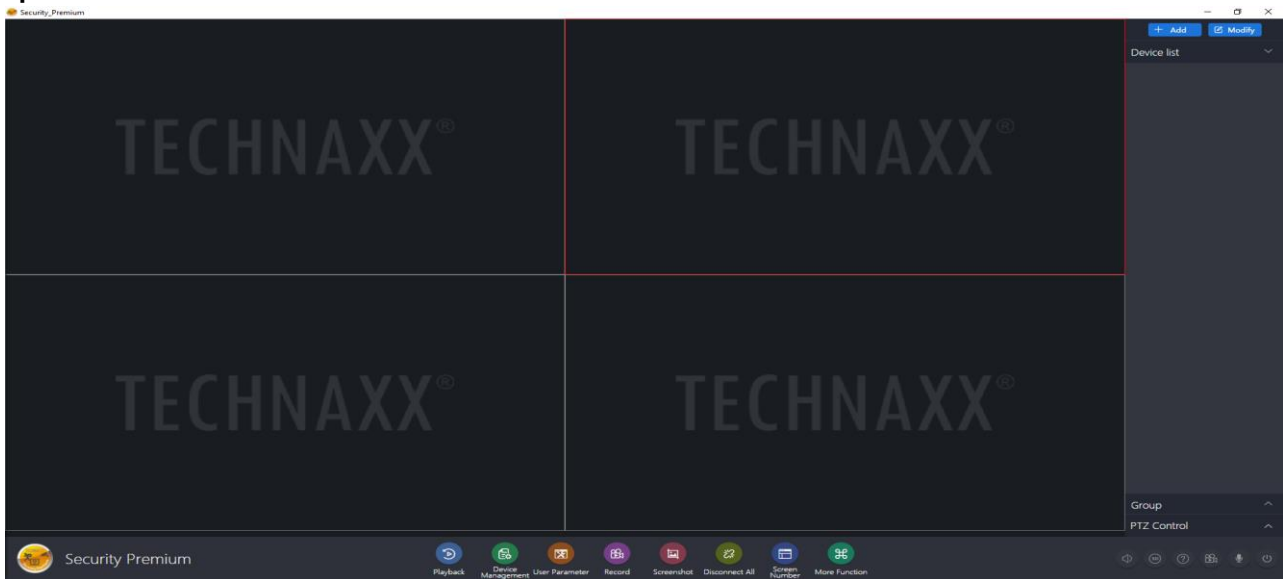 Security_Premium
+ Add
Modify
Device list
TECHNAXX®
TECHNAXX®
TECHNAXX®
TECHNAXX®
Group
PTZ Control
Security Premium
Playback
Device Management
User Parameter
Record
Screenshot
Disconnect All
Screen Number
More Function